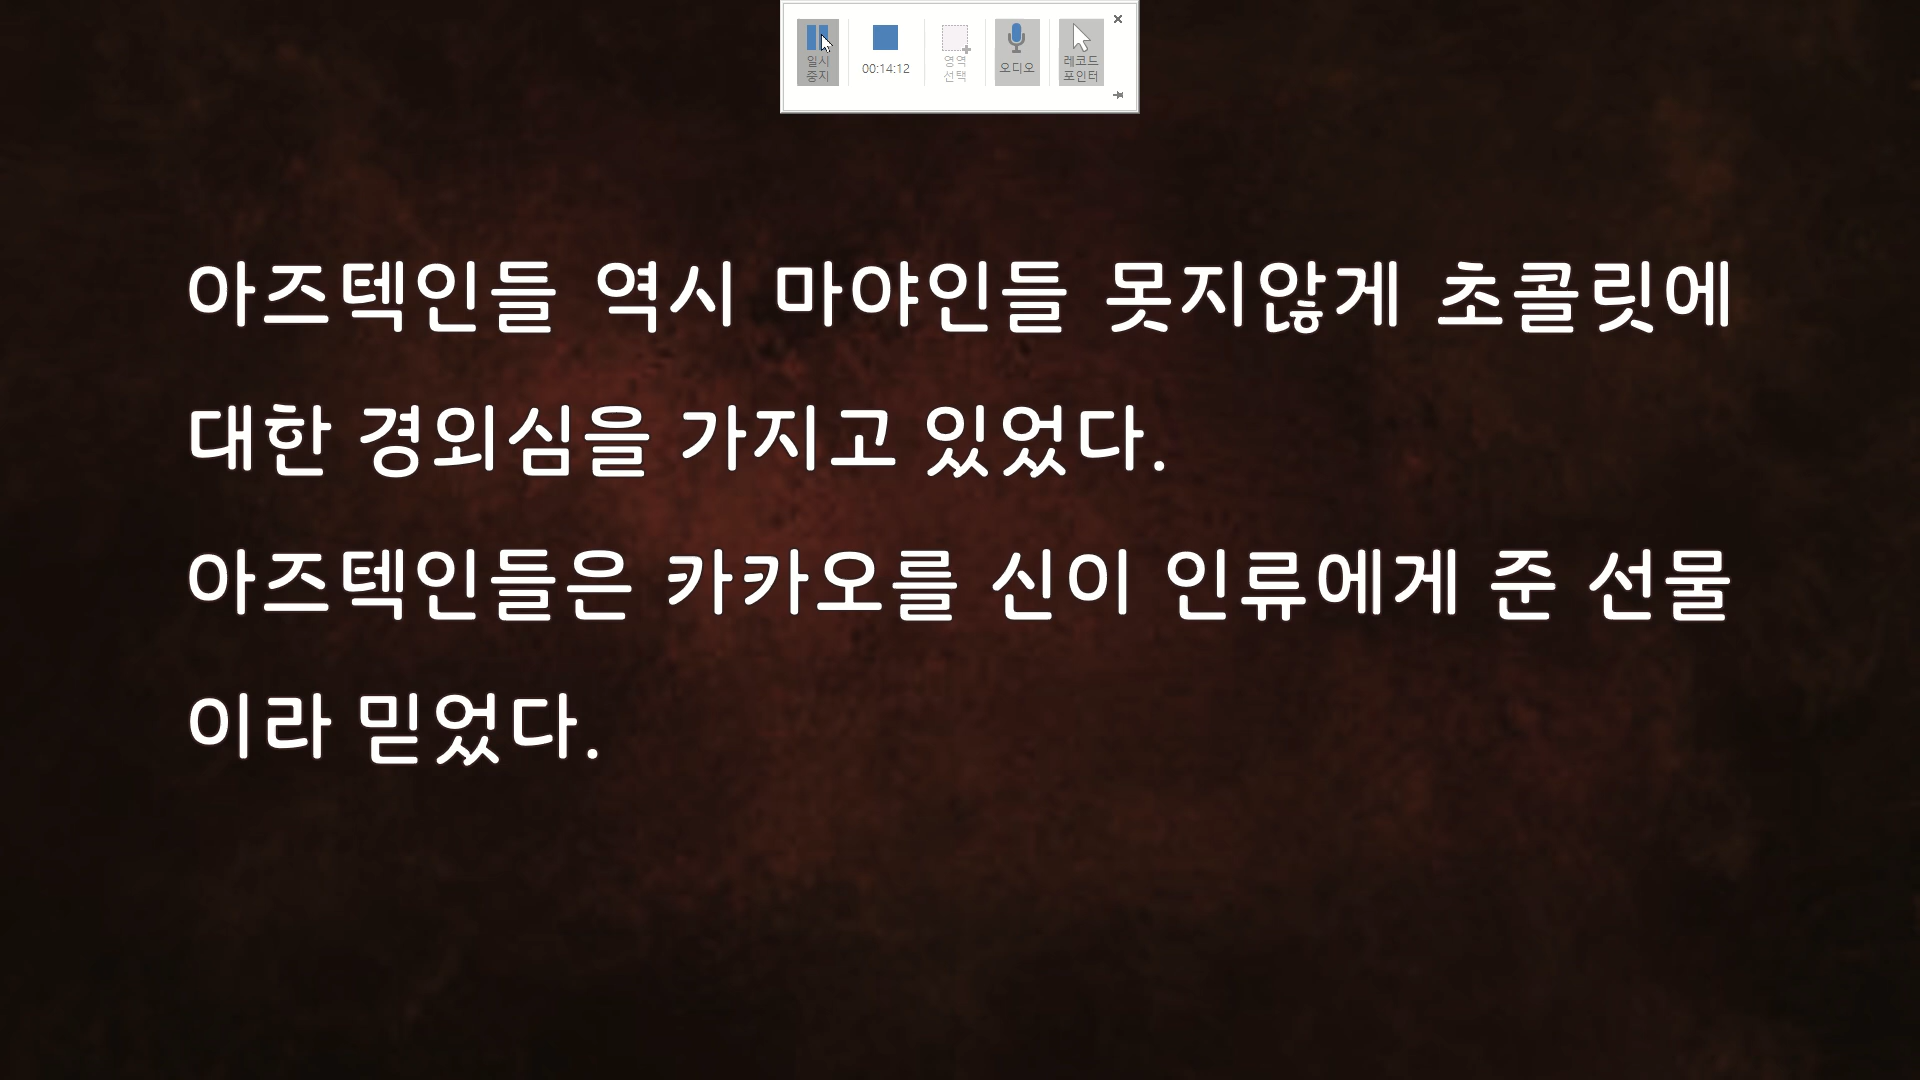 일시
중지
00:14:12
영역
선택
오디오
레코드
포인터
아즈텍인들 역시 마야인들 못지않게 초콜릿에
대한 경외심을 가지고 있었다.
아즈텍인들은 카카오를 신이 인류에게 준 선물
이라 믿었다.